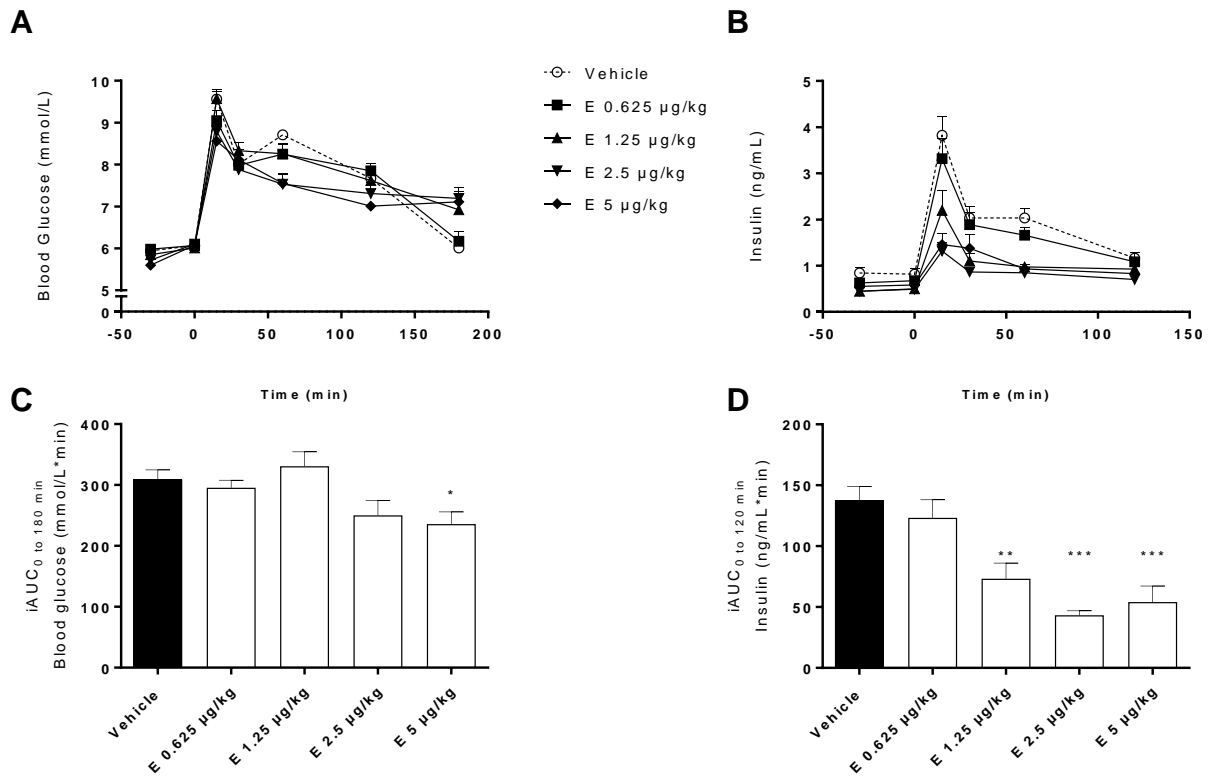 A
B
Blood Glucose (mmol/L)
10
9
8
7
6
5
0
-50
0
50
100
150
200
Vehicle
E 0.625 µg/kg
E 1.25 µg/kg
E 2.5 µg/kg
E 5 µg/kg
Insulin (ng/mL)
5
4
3
2
1
0
-50
0
50
100
150
C
Time (min)
D
Time (min)
iAUC0 to 180 min
Blood glucose (mmol/L*min)
400
300
200
100
0
*
Vehicle
E 0.625 µg/kg
E 1.25 µg/kg
E 2.5 µg/kg
E 5 µg/kg
iAUC0 to 120 min
Insulin (ng/mL*min)
200
150
100
50
0
**
***
***
Vehicle
E 0.625 µg/kg
E 1.25 µg/kg
E 2.5 µg/kg
E 5 µg/kg